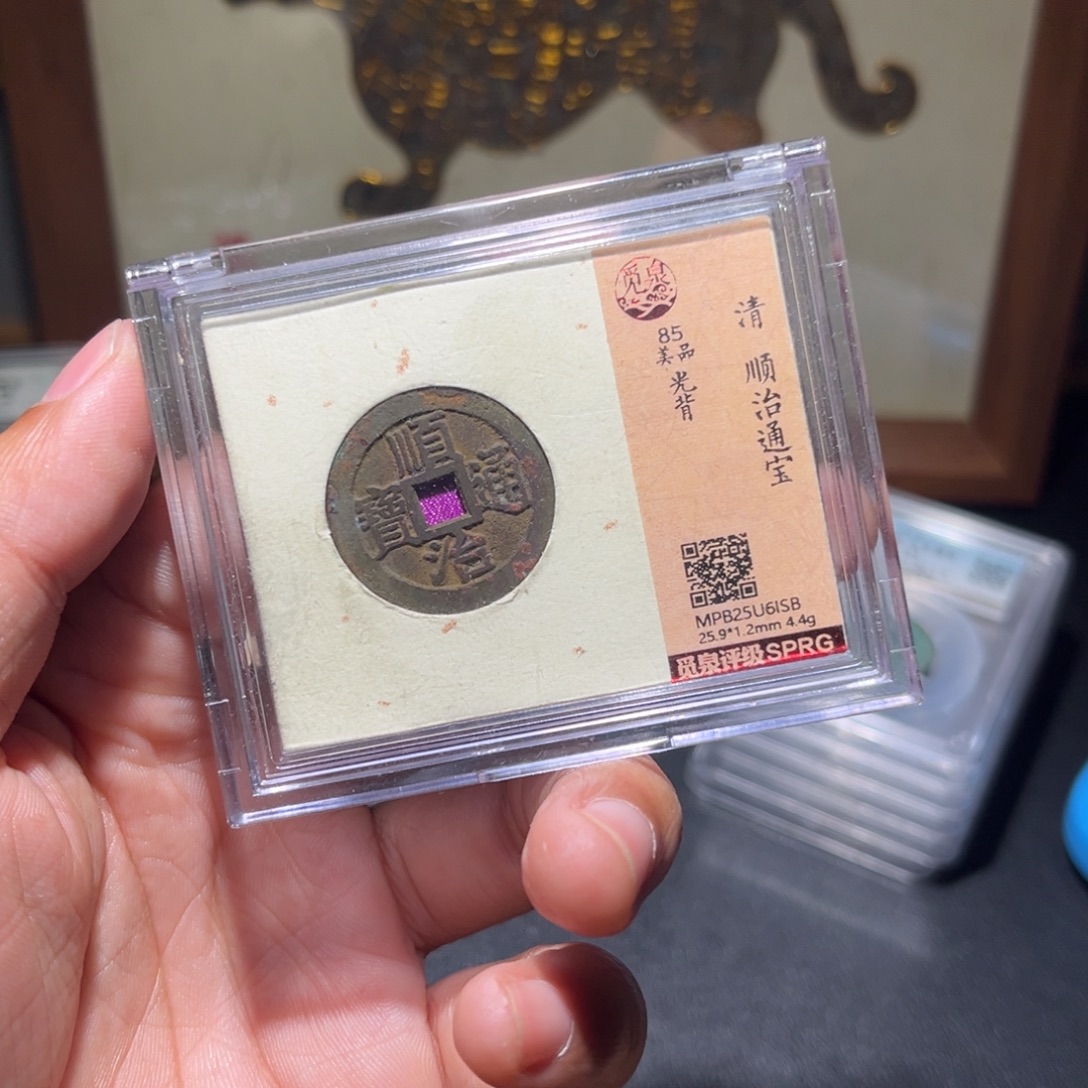 順
治
通
寶
觅泉
85
美品
光背
清 顺治通宝
MPB25U6ISB
25.9*1.2mm 4.4g
觅泉评级SPRG